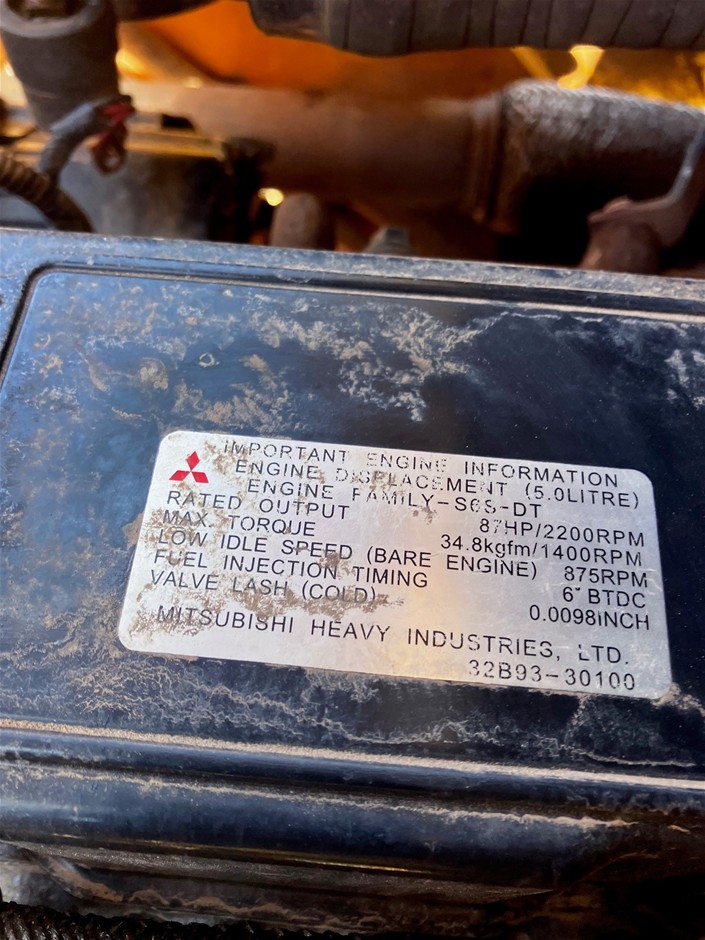 IMPORTANT ENGINE INFORMATION
ENGINE DISPLACEMENT (5.0LITRE)
ENGINE FAMILY-S6S-DT
RATED OUTPUT 87HP/2200RPM
MAX. TORQUE 34.8kgfm/1400RPM
LOW IDLE SPEED (BARE ENGINE) 875RPM
FUEL INJECTION TIMING 6°BTDC
VALVE LASH (COLD) 0.0098INCH
MITSUBISHI HEAVY INDUSTRIES, LTD.
32B93-30100